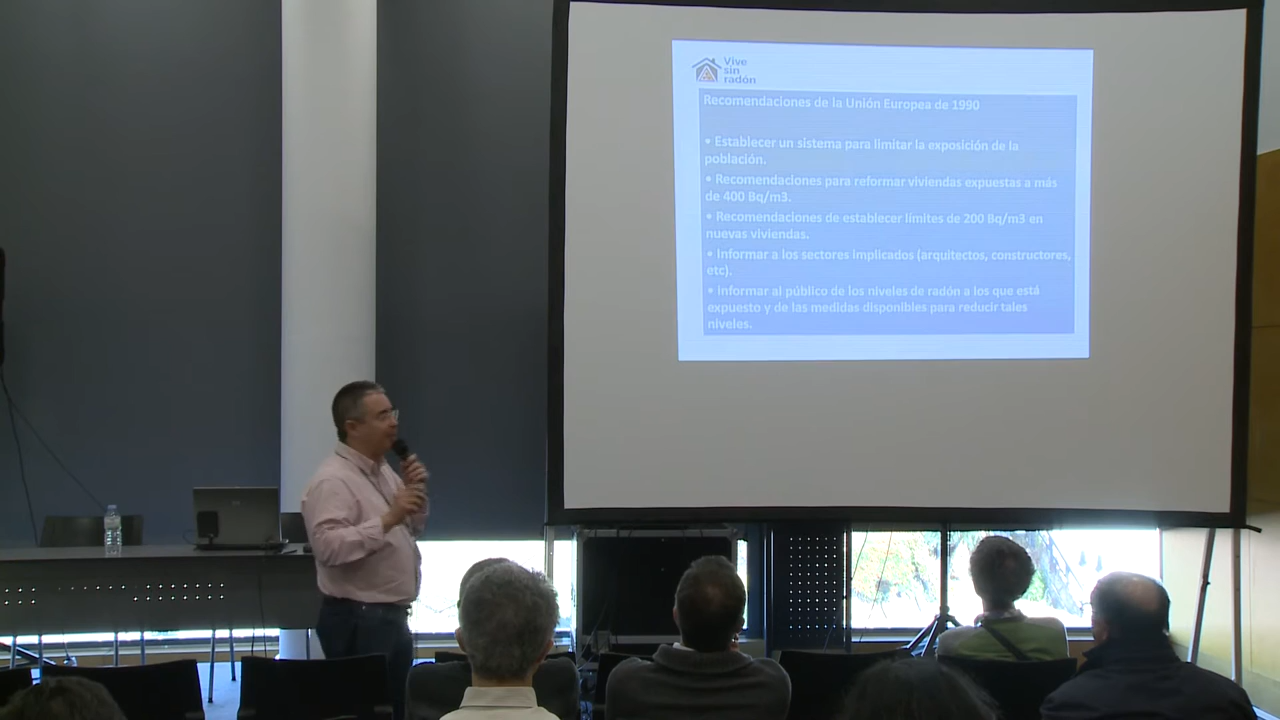 Vive
sin
radón
Recomendaciones de la Unión Europea de 1990
• Establecer un sistema para limitar la exposición de la
población.
• Recomendaciones para reformar viviendas expuestas a más
de 400 Bq/m3.
• Recomendaciones de establecer límites de 200 Bq/m3 en
nuevas viviendas.
• Informar a los sectores implicados (arquitectos, constructores,
etc).
• Informar al público de los niveles de radón a los que está
expuesto y de las medidas disponibles para reducir tales
niveles.